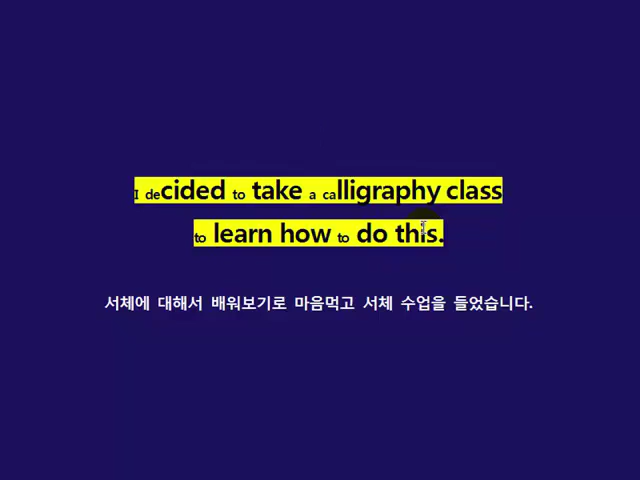 I decided to take a calligraphy class
to learn how to do this.
서체에 대해서 배워보기로 마음먹고 서체 수업을 들었습니다.